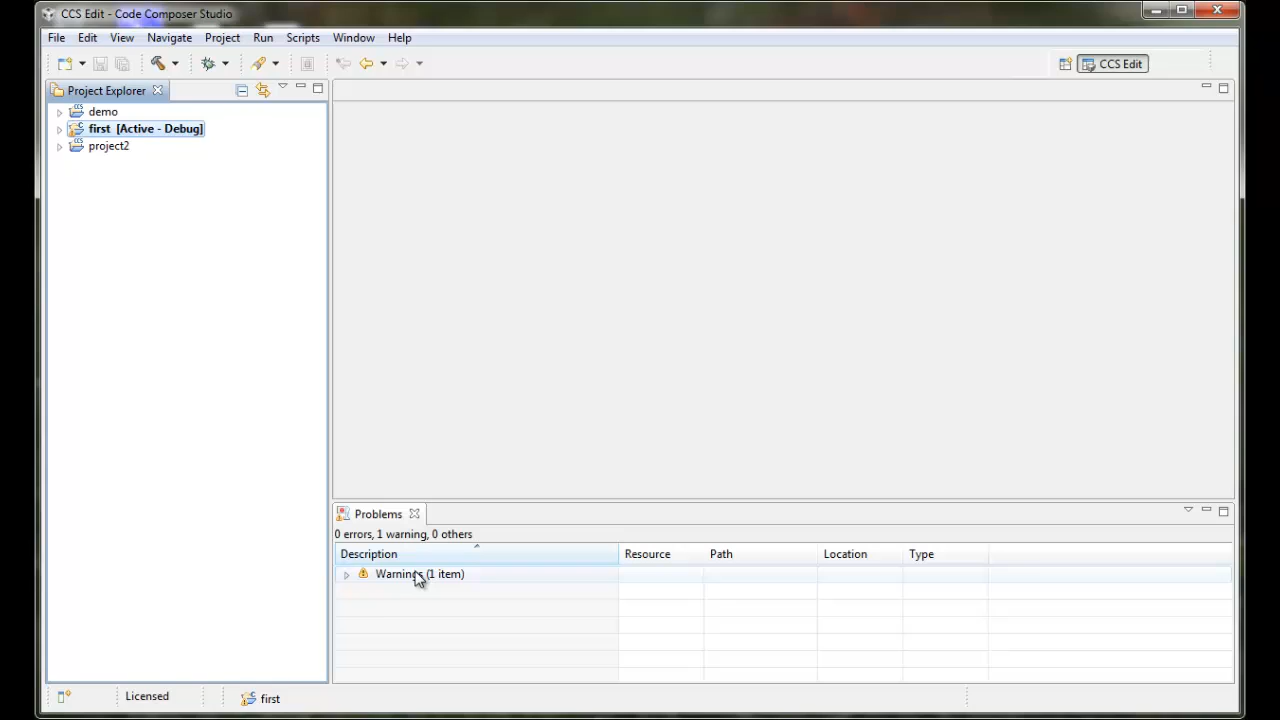 CCS Edit - Code Composer Studio
File Edit View Navigate Project Run Scripts Window Help
CCS Edit
Project Explorer
demo
first [Active - Debug]
project2
Problems
0 errors, 1 warning, 0 others
Description Resource Path Location Type
Warnings (1 item)
Licensed first